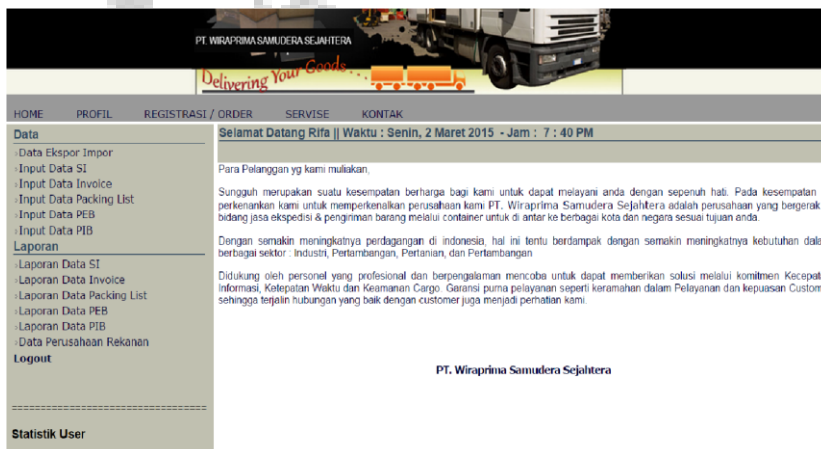 PT. WIRAPRIMA SAMUDERA SEJAHTERA
Delivering Your Goods...
HOME PROFIL REGISTRASI / ORDER SERVISE KONTAK
Data
Data Ekspor Impor
Input Data SI
Input Data Invoice
Input Data Packing List
Input Data PEB
Input Data PIB
Laporan
Laporan Data SI
Laporan Data Invoice
Laporan Data Packing List
Laporan Data PEB
Laporan Data PIB
Data Perusahaan Rekanan
Logout
==================================
Statistik User
Selamat Datang Rifa || Waktu : Senin, 2 Maret 2015 - Jam : 7 : 40 PM
Para Pelanggan yg kami muliakan,
Sungguh merupakan suatu kesempatan berharga bagi kami untuk dapat melayani anda dengan sepenuh hati. Pada kesempatan
perkenankan kami untuk memperkenalkan perusahaan kami PT. Wiraprima Samudera Sejahtera adalah perusahaan yang bergerak
bidang jasa ekspedisi & pengiriman barang melalui container untuk di antar ke berbagai kota dan negara sesuai tujuan anda.
Dengan semakin meningkatnya perdagangan di indonesia, hal ini tentu berdampak dengan semakin meningkatnya kebutuhan dala
berbagai sektor : Industri, Pertambangan, Pertanian, dan Pertambangan
Didukung oleh personel yang profesional dan berpengalaman mencoba untuk dapat memberikan solusi melalui komitmen Kecepat
Informasi, Ketepatan Waktu dan Keamanan Cargo. Garansi purna pelayanan seperti keramahan dalam Pelayanan dan kepuasan Custom
sehingga terjalin hubungan yang baik dengan customer juga menjadi perhatian kami.
PT. Wiraprima Samudera Sejahtera